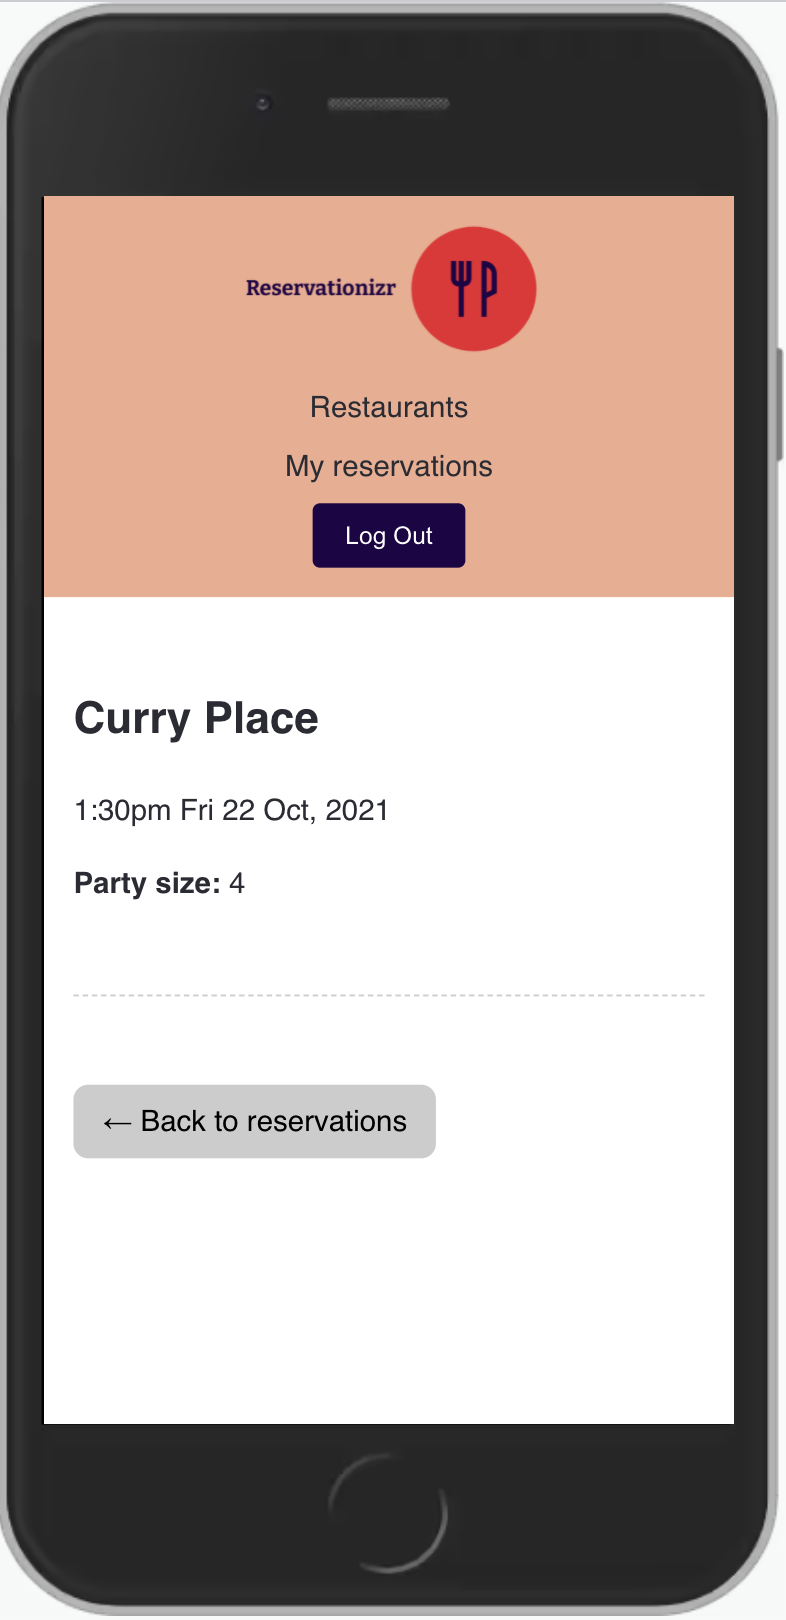 Reservationizr
Restaurants
My reservations
Log Out
Curry Place
1:30pm Fri 22 Oct, 2021
Party size: 4
← Back to reservations